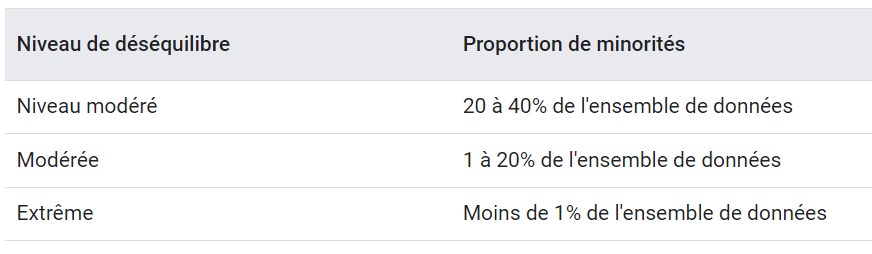 Niveau de déséquilibre Proportion de minorités
Niveau modéré 20 à 40% de l'ensemble de données
Modérée 1 à 20% de l'ensemble de données
Extrême Moins de 1% de l'ensemble de données